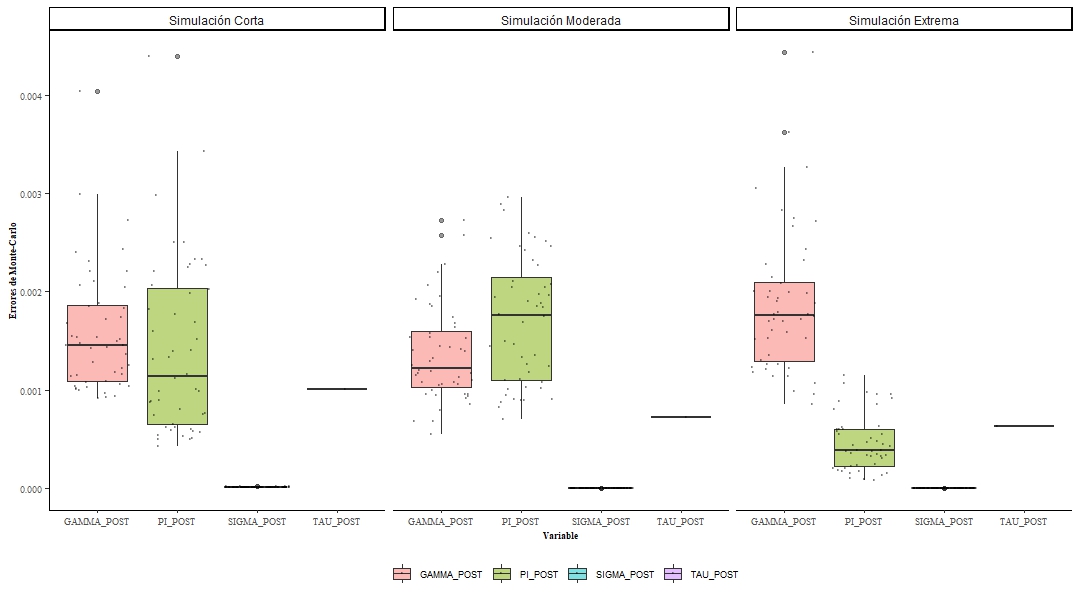 Simulación Corta
Simulación Moderada
Simulación Extrema
Errores de Monte-Carlo
0.004
0.003
0.002
0.001
0.000
GAMMA_POST PI_POST SIGMA_POST TAU_POST
GAMMA_POST PI_POST SIGMA_POST TAU_POST
GAMMA_POST PI_POST SIGMA_POST TAU_POST
Variable
GAMMA_POST PI_POST SIGMA_POST TAU_POST